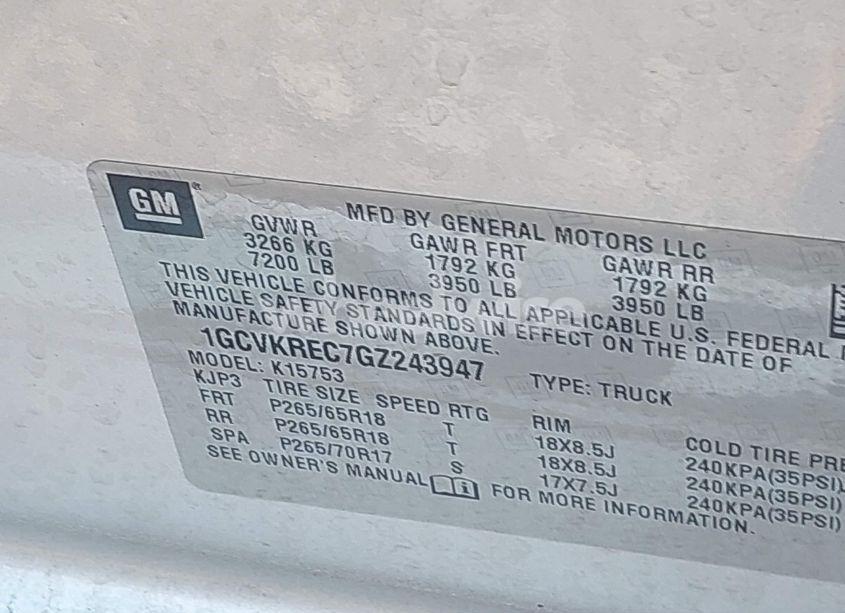 GM
MFD BY GENERAL MOTORS LLC
GVWR GAWR FRT GAWR RR
3266 KG 1792 KG 1792 KG
7200 LB 3950 LB 3950 LB
THIS VEHICLE CONFORMS TO ALL APPLICABLE U.S. FEDERAL
VEHICLE SAFETY STANDARDS IN EFFECT ON THE DATE OF
MANUFACTURE SHOWN ABOVE.
1GCVKREC7GZ243947 TYPE: TRUCK
MODEL: K15753
KJP3 TIRE SIZE SPEED RTG RIM COLD TIRE PRE
FRT P265/65R18 T 18X8.5J 240KPA(35PSI)
RR P265/65R18 T 18X8.5J 240KPA(35PSI)
SPA P265/70R17 S 17X7.5J 240KPA(35PSI)
SEE OWNER'S MANUAL FOR MORE INFORMATION.